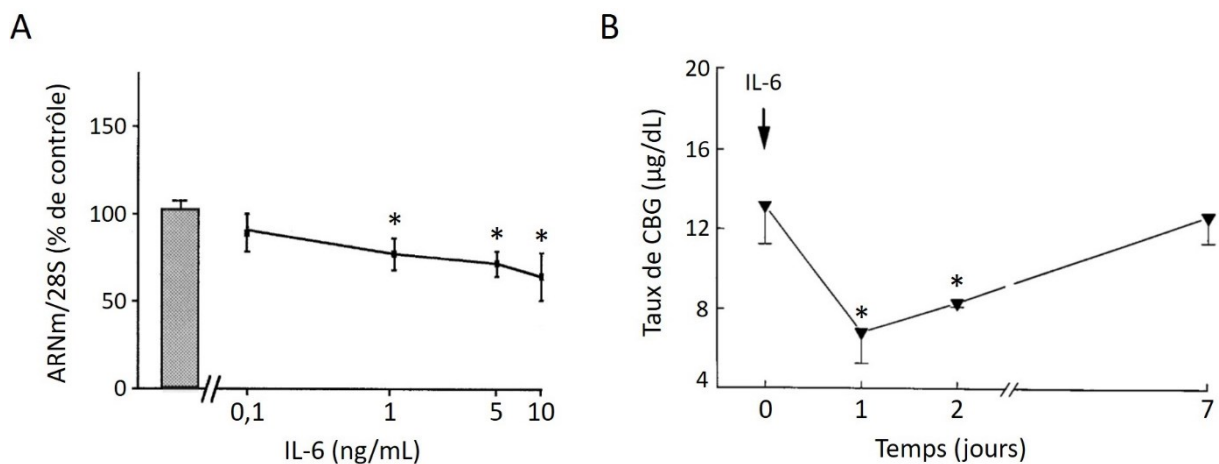 A
ARNm/28S (% de contrôle)
150
100
50
0
* * *
0,1 1 5 10
IL-6 (ng/mL)
B
Taux de CBG (µg/dL)
20
16
12
8
4
IL-6
*
*
0 1 2 7
Temps (jours)